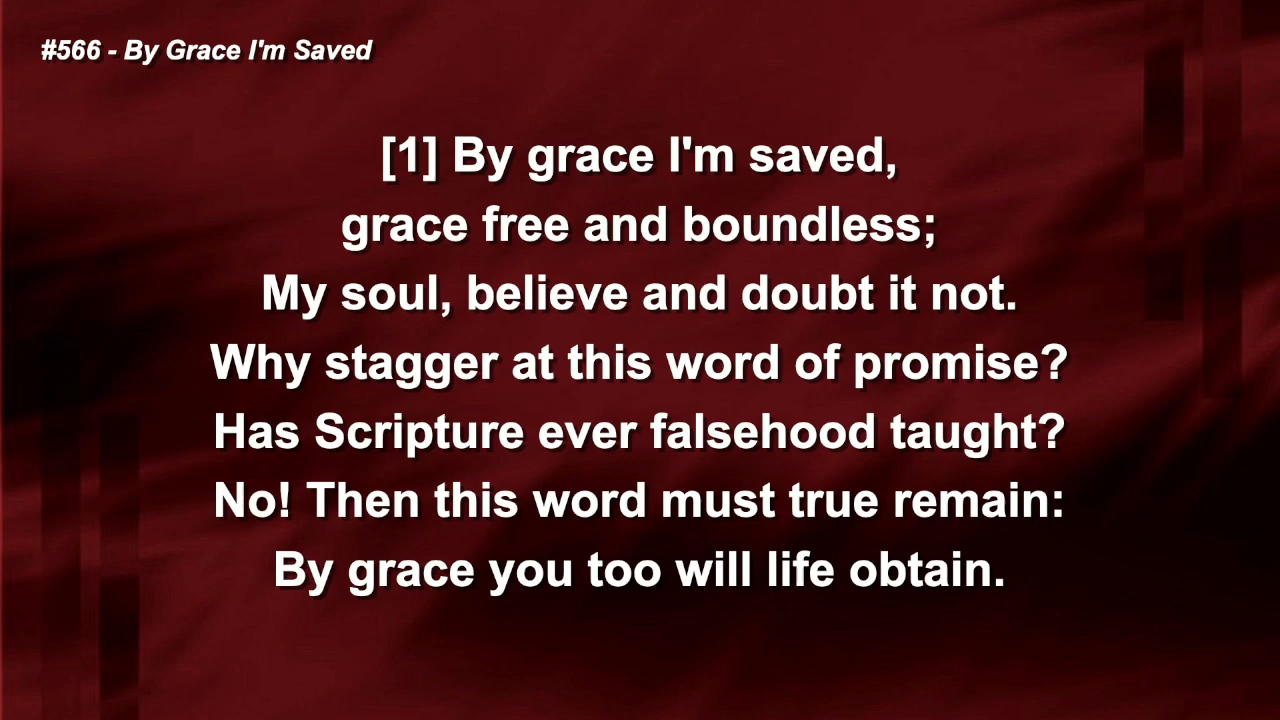 #566 - By Grace I'm Saved
[1] By grace I'm saved,
grace free and boundless;
My soul, believe and doubt it not.
Why stagger at this word of promise?
Has Scripture ever falsehood taught?
No! Then this word must true remain:
By grace you too will life obtain.